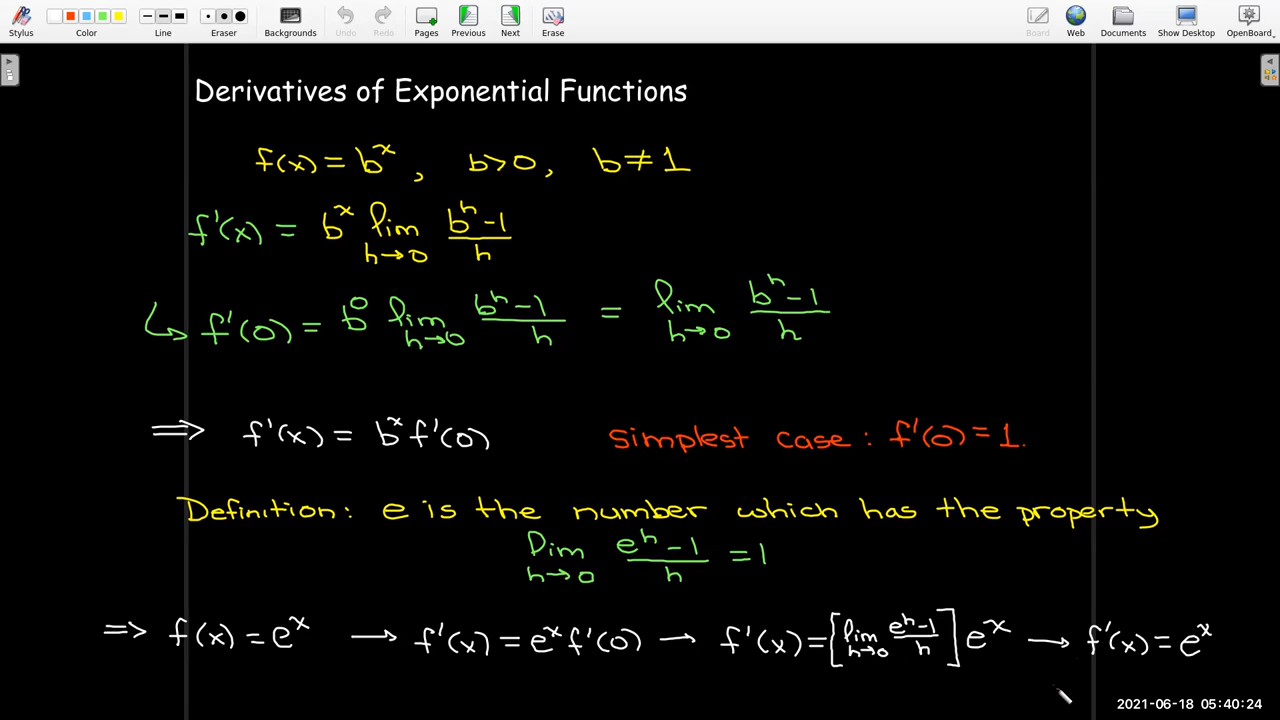 Stylus Color Line Eraser Backgrounds Undo Redo Pages Previous Next Erase Board Web Documents Show Desktop OpenBoard
Derivatives of Exponential Functions
f(x) = b^x, b>0, b≠1
f'(x) = b^x lim h→0 (b^h-1)/h
↳ f'(0) = b^0 lim h→0 (b^h-1)/h = lim h→0 (b^h-1)/h
⇒ f'(x) = b^x f'(0) simplest case: f'(0) = 1.
Definition: e is the number which has the property
lim h→0 (e^h-1)/h = 1
⇒ f(x) = e^x → f'(x) = e^x f'(0) → f'(x) = [lim h→0 (e^h-1)/h] e^x → f'(x) = e^x
2021-06-18 05:40:24